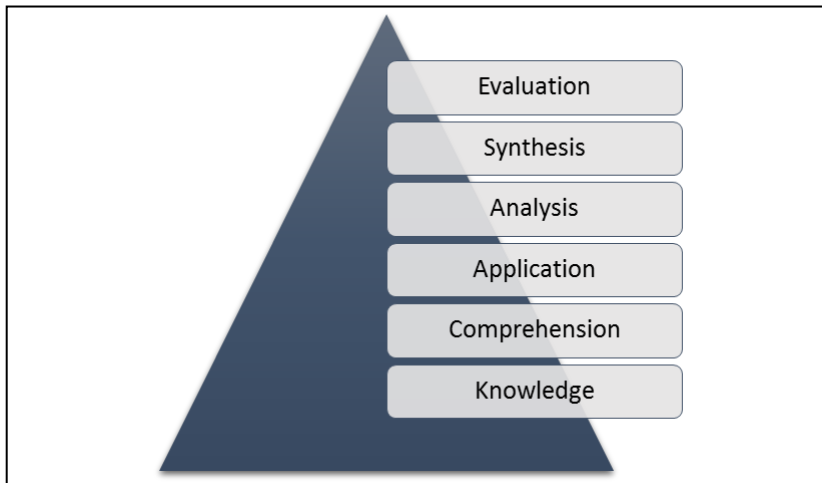 Evaluation
Synthesis
Analysis
Application
Comprehension
Knowledge